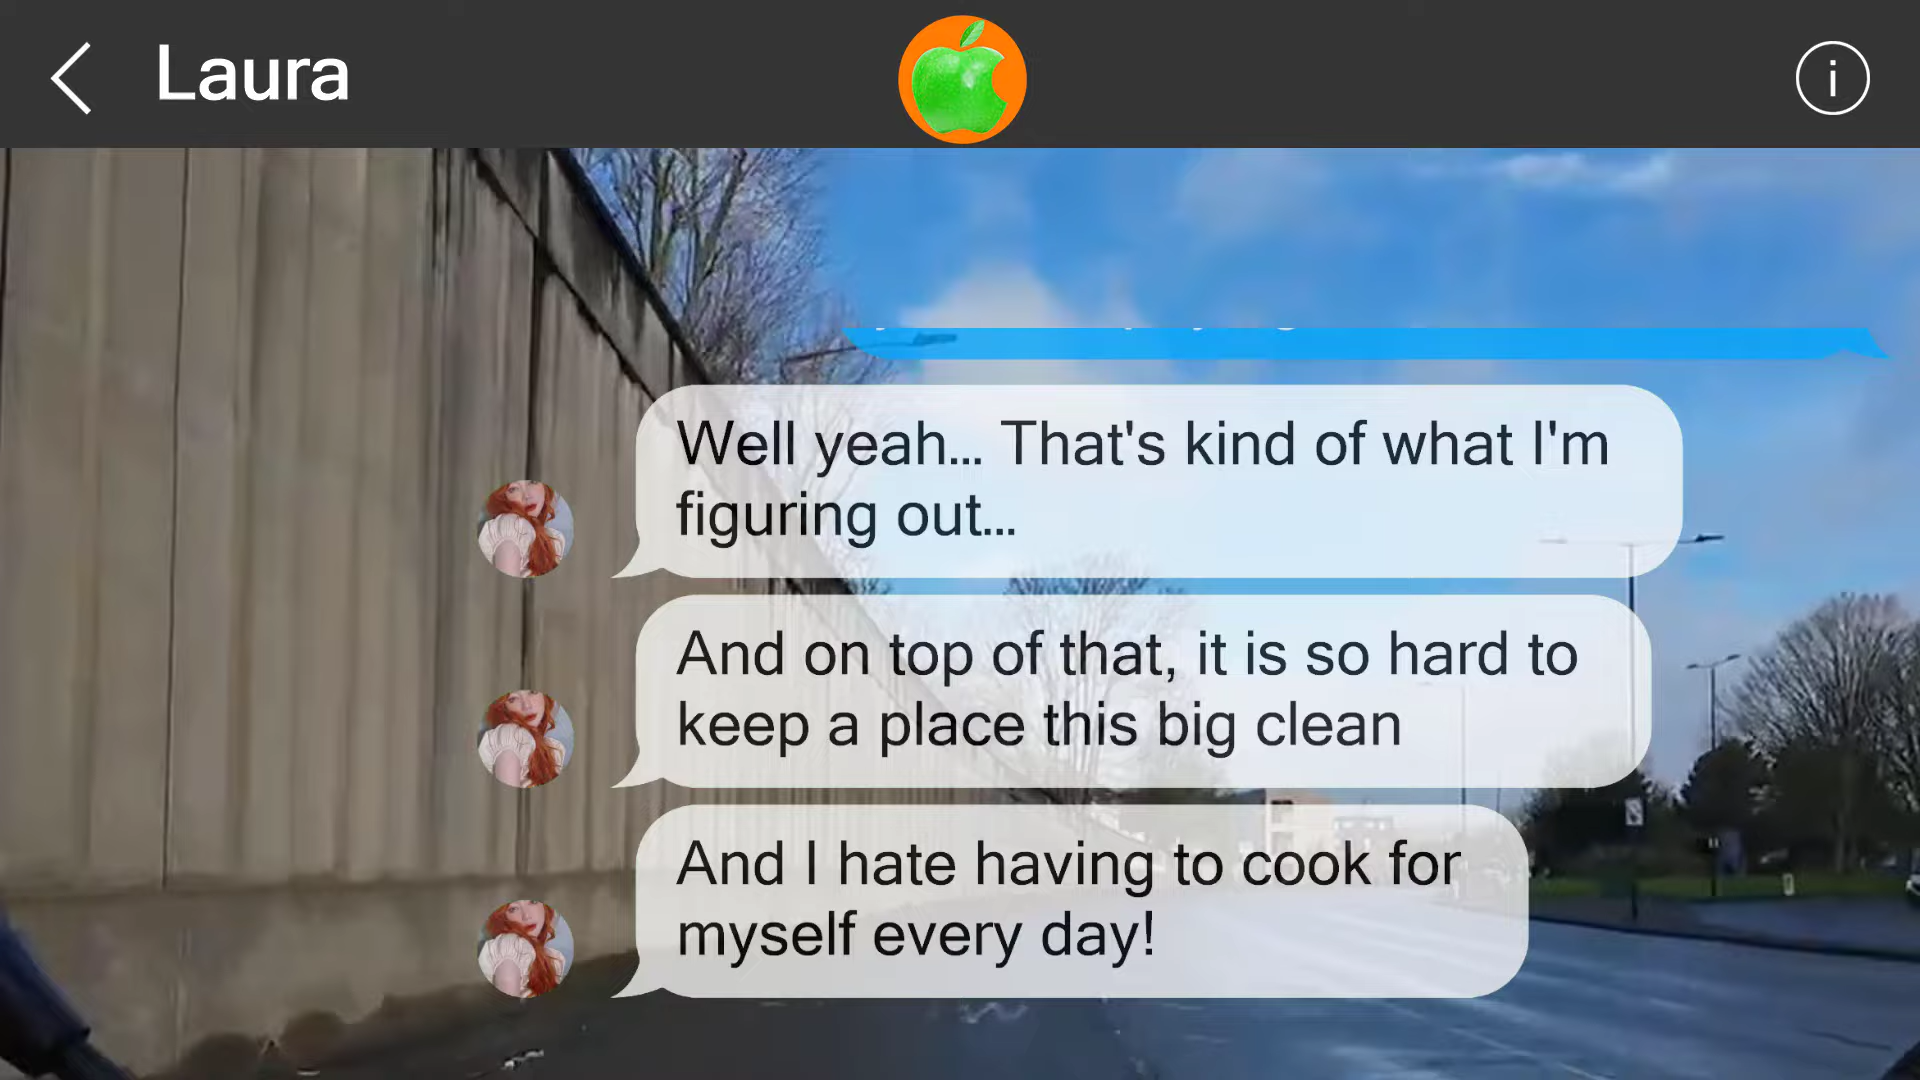 Laura
Well yeah... That's kind of what I'm
figuring out...
And on top of that, it is so hard to
keep a place this big clean
And I hate having to cook for
myself every day!